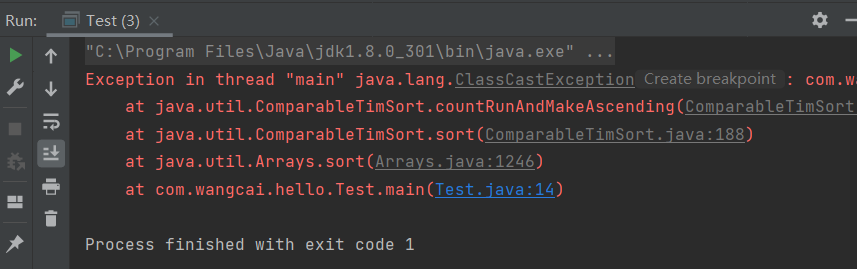 Run: Test (3)
"C:\Program Files\Java\jdk1.8.0_301\bin\java.exe" ...
Exception in thread "main" java.lang.ClassCastException Create breakpoint : com.wa
at java.util.ComparableTimSort.countRunAndMakeAscending(ComparableTimSort
at java.util.ComparableTimSort.sort(ComparableTimSort.java:188)
at java.util.Arrays.sort(Arrays.java:1246)
at com.wangcai.hello.Test.main(Test.java:14)
Process finished with exit code 1